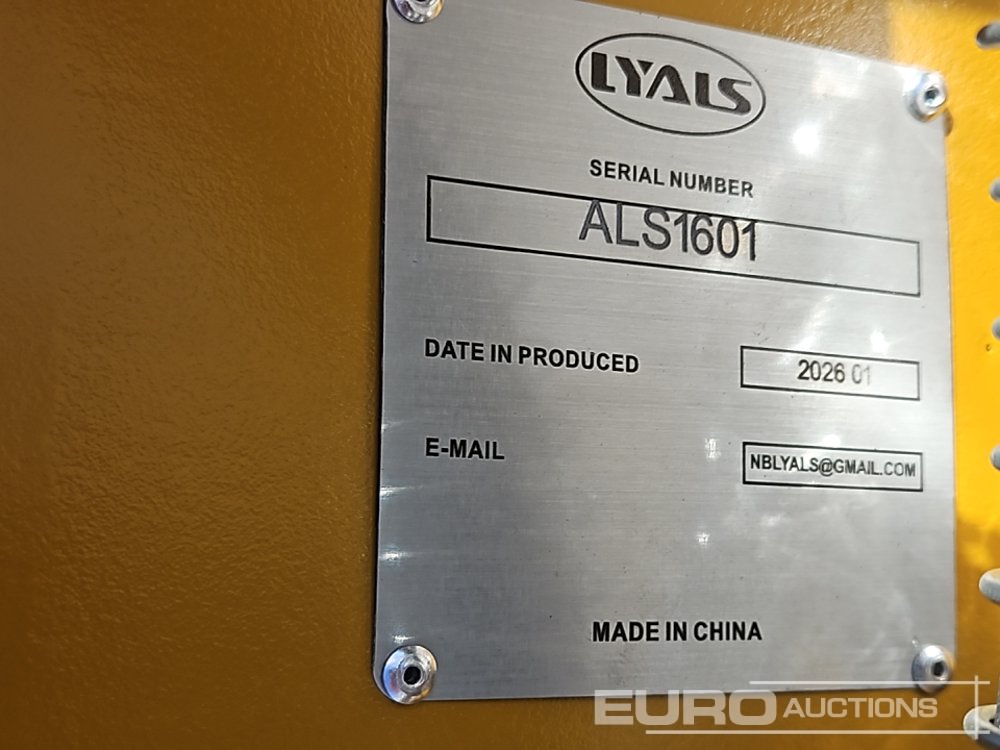 LYALS
SERIAL NUMBER
ALS1601
DATE IN PRODUCED
2026 01
E-MAIL
NBLYALS@GMAIL.COM
MADE IN CHINA
EURO AUCTIONS